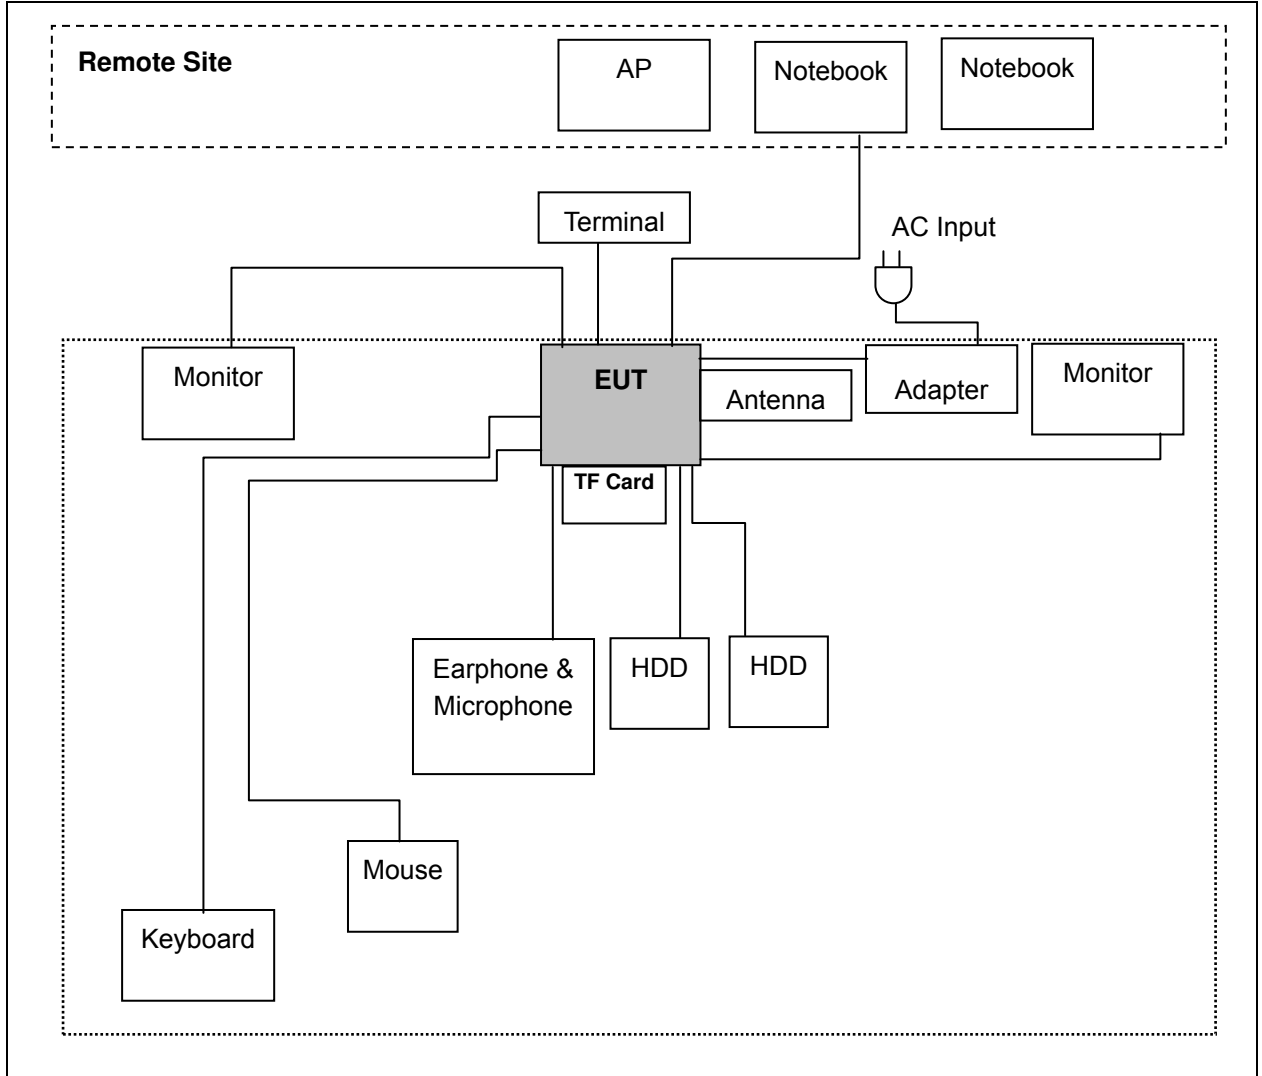 Remote Site
AP
Notebook
Notebook
Terminal
AC Input
Monitor
EUT
Antenna
Adapter
Monitor
TF Card
Earphone &
Microphone
HDD
HDD
Mouse
Keyboard